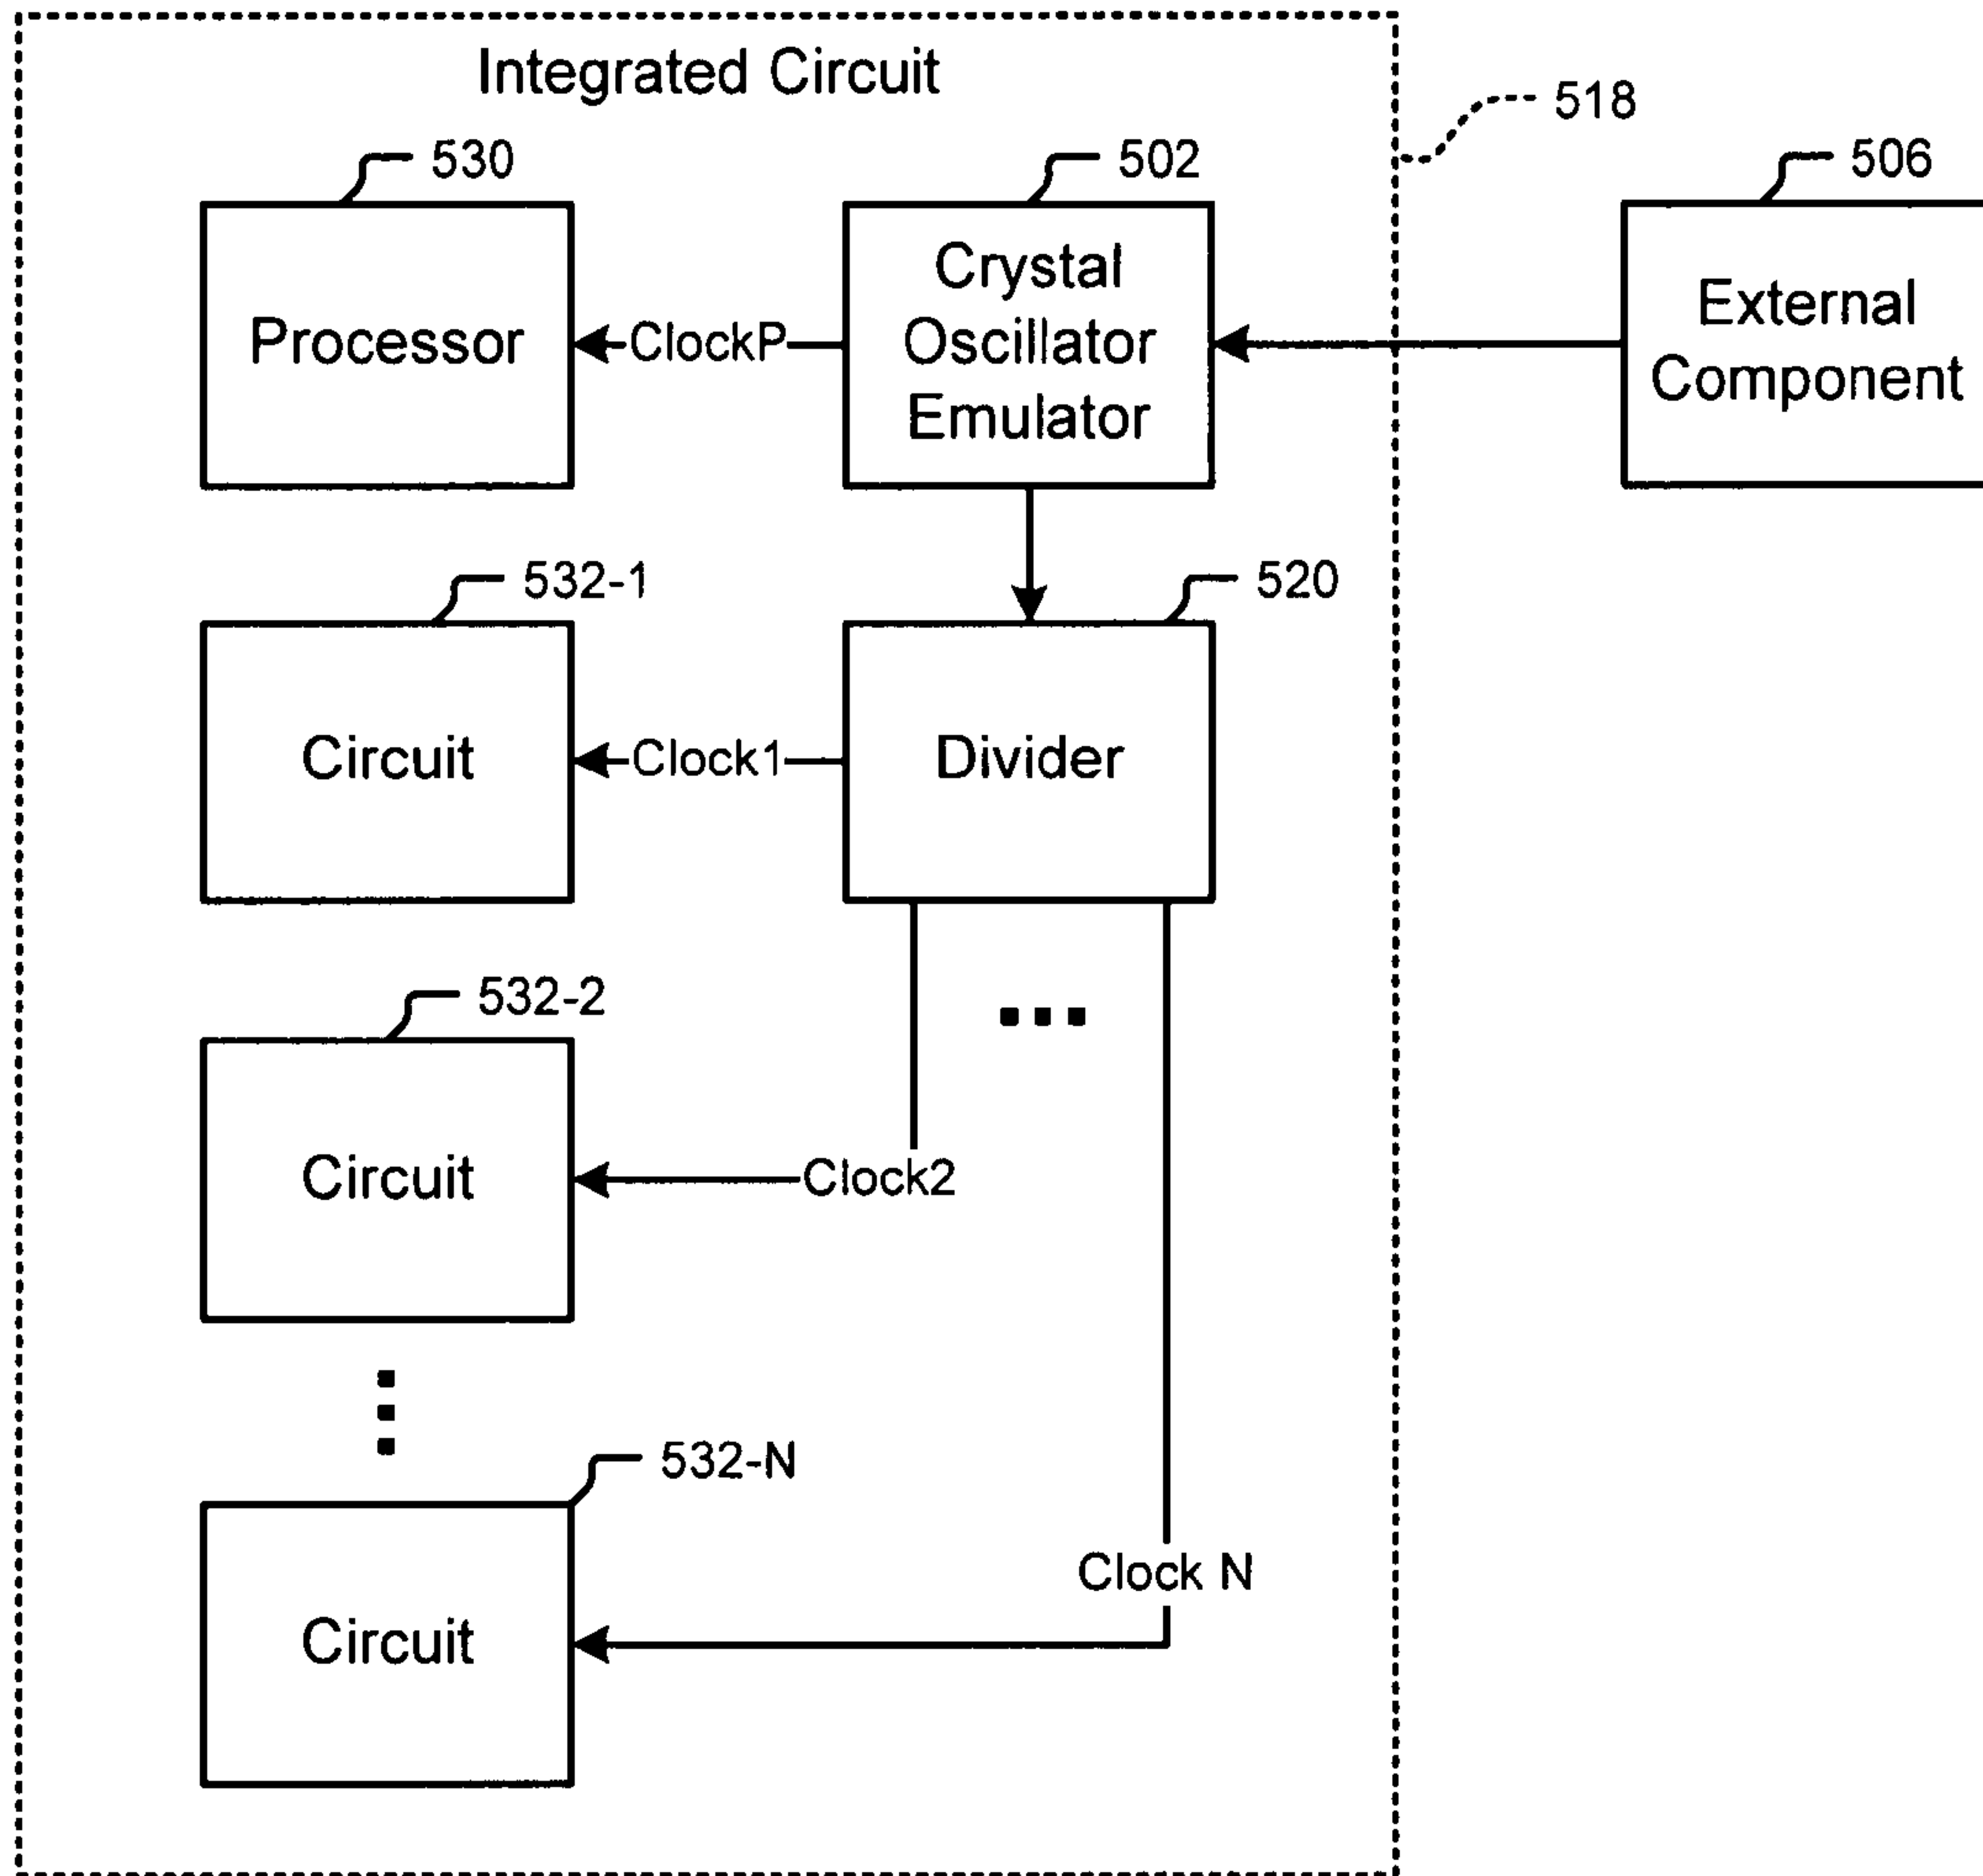 Integrated Circuit
518
530
502
506
Processor
ClockP
Crystal
Oscillator
Emulator
External
Component
532-1
520
Circuit
Clock1
Divider
532-2
Circuit
Clock2
532-N
Clock N
Circuit